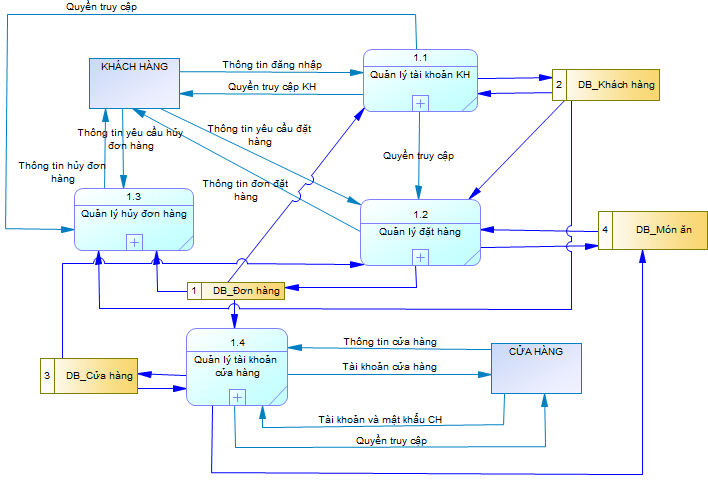 Quyền truy cập
1.1
KHÁCH HÀNG
Thông tin đăng nhập
Quản lý tài khoản KH
2
DB_Khách hàng
Quyền truy cập KH
Thông tin yêu cầu hủy
đơn hàng
Thông tin yêu cầu đặt
hàng
Quyền truy cập
Thông tin hủy đơn
hàng
Thông tin đơn đặt
hàng
1.3
Quản lý hủy đơn hàng
1.2
Quản lý đặt hàng
4
DB_Món ăn
1
DB_Đơn hàng
1.4
Quản lý tài khoản
cửa hàng
Thông tin cửa hàng
CỬA HÀNG
3
DB_Cửa hàng
Tài khoản cửa hàng
Tài khoản và mật khẩu CH
Quyền truy cập